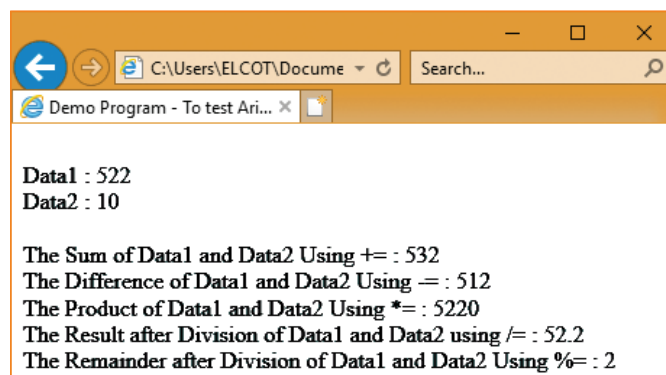 C:\Users\ELCOT\Docume
Search...
Demo Program - To test Ari...
Data1 : 522
Data2 : 10
The Sum of Data1 and Data2 Using += : 532
The Difference of Data1 and Data2 Using -= : 512
The Product of Data1 and Data2 Using *= : 5220
The Result after Division of Data1 and Data2 using /= : 52.2
The Remainder after Division of Data1 and Data2 Using %= : 2